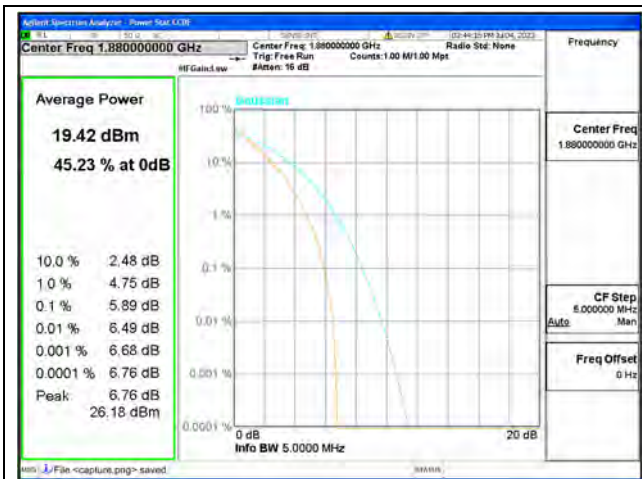 Agilent Spectrum Analyzer - Power Stat CCDF
Center Freq 1.880000000 GHz
Center Freq: 1.880000000 GHz
Radio Std: None
Trig: Free Run
Counts:1.00 M/1.00 Mpt
#IFGain:Low
#Atten: 16 dB
Average Power
19.42 dBm
45.23 % at 0dB
10.0 % 2.48 dB
1.0 % 4.75 dB
0.1 % 5.89 dB
0.01 % 6.49 dB
0.001 % 6.68 dB
0.0001 % 6.76 dB
Peak 6.76 dB
26.18 dBm
Gaussian
100 %
10 %
1 %
0.1 %
0.01 %
0.001 %
0.0001 %
0 dB
20 dB
Info BW 5.0000 MHz
Frequency
Center Freq
1.880000000 GHz
CF Step
5.000000 MHz
Auto Man
Freq Offset
0 Hz
MSG
File <capture.png> saved
STATUS